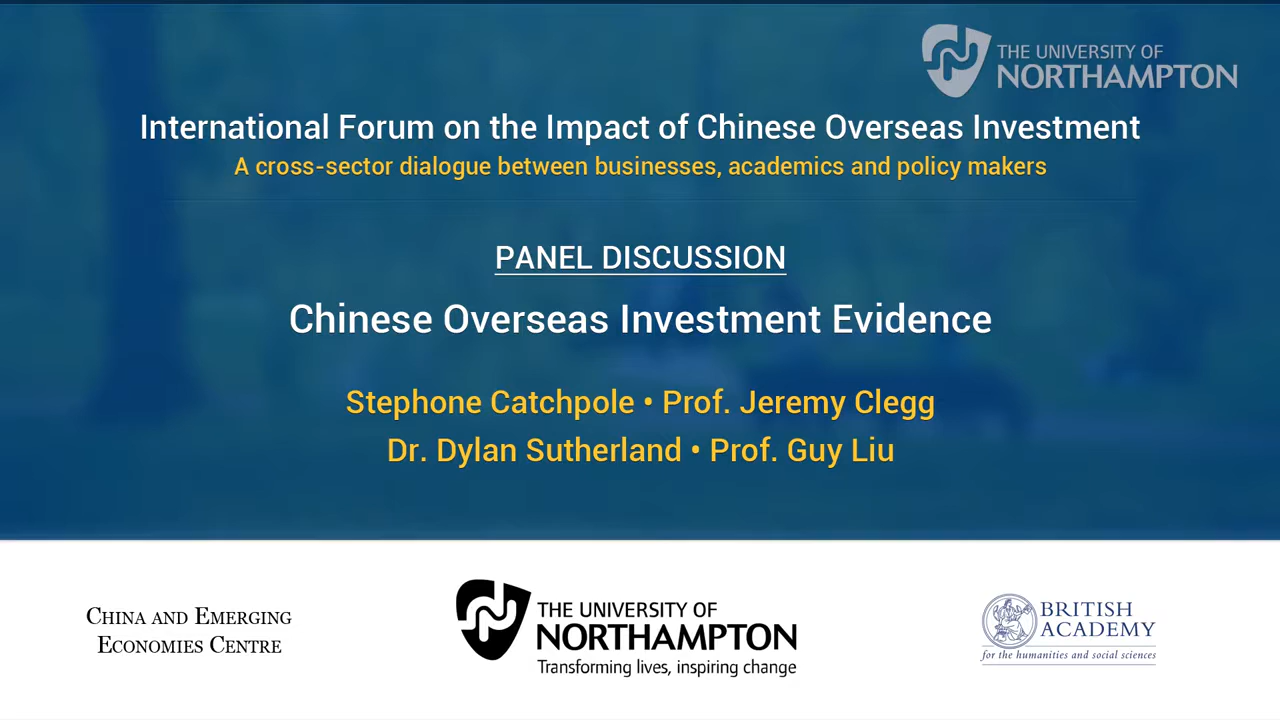 THE UNIVERSITY OF
NORTHAMPTON
International Forum on the Impact of Chinese Overseas Investment
A cross-sector dialogue between businesses, academics and policy makers
PANEL DISCUSSION
Chinese Overseas Investment Evidence
Stephone Catchpole • Prof. Jeremy Clegg
Dr. Dylan Sutherland • Prof. Guy Liu
CHINA AND EMERGING
ECONOMIES CENTRE
THE UNIVERSITY OF
NORTHAMPTON
Transforming lives, inspiring change
BRITISH
ACADEMY
for the humanities and social sciences